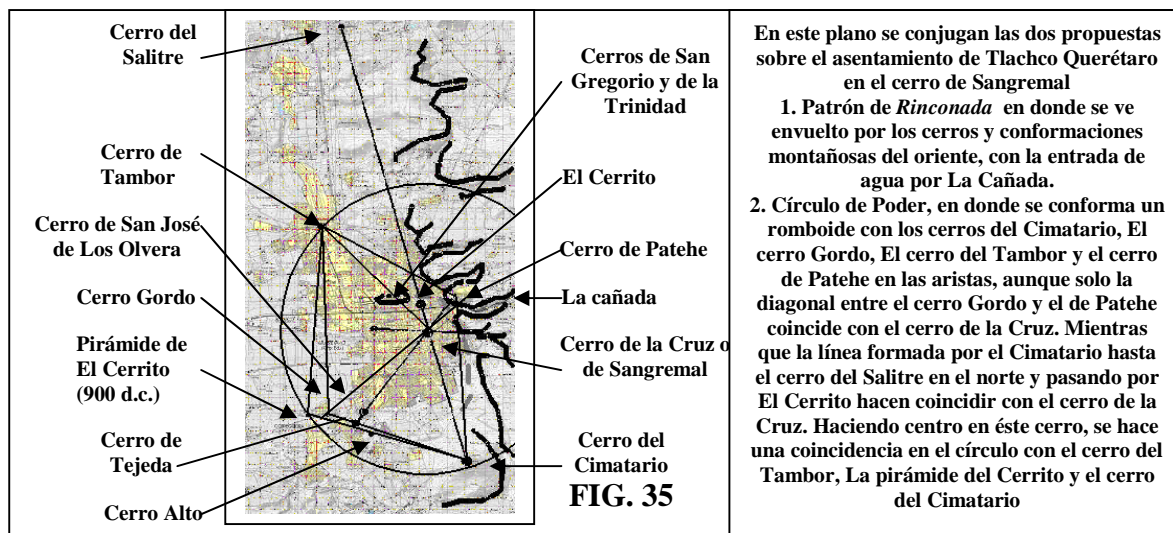 Cerro del
Salitre
Cerro de
Tambor
Cerro de San José
de Los Olvera
Cerro Gordo
Pirámide de
El Cerrito
(900 d.c.)
Cerro de
Tejeda
Cerro Alto
Cerros de San
Gregorio y de la
Trinidad
El Cerrito
Cerro de Patehe
La cañada
Cerro de la Cruz o
de Sangremal
Cerro del
Cimatario
FIG. 35
En este plano se conjugan las dos propuestas
sobre el asentamiento de Tlachco Querétaro
en el cerro de Sangremal
1. Patrón de Rinconada en donde se ve
envuelto por los cerros y conformaciones
montañosas del oriente, con la entrada de
agua por La Cañada.
2. Círculo de Poder, en donde se conforma un
romboide con los cerros del Cimatario, El
cerro Gordo, El cerro del Tambor y el cerro
de Patehe en las aristas, aunque solo la
diagonal entre el cerro Gordo y el de Patehe
coincide con el cerro de la Cruz. Mientras
que la línea formada por el Cimatario hasta
el cerro del Salitre en el norte y pasando por
El Cerrito hacen coincidir con el cerro de la
Cruz. Haciendo centro en éste cerro, se hace
una coincidencia en el círculo con el cerro del
Tambor, La pirámide del Cerrito y el cerro
del Cimatario